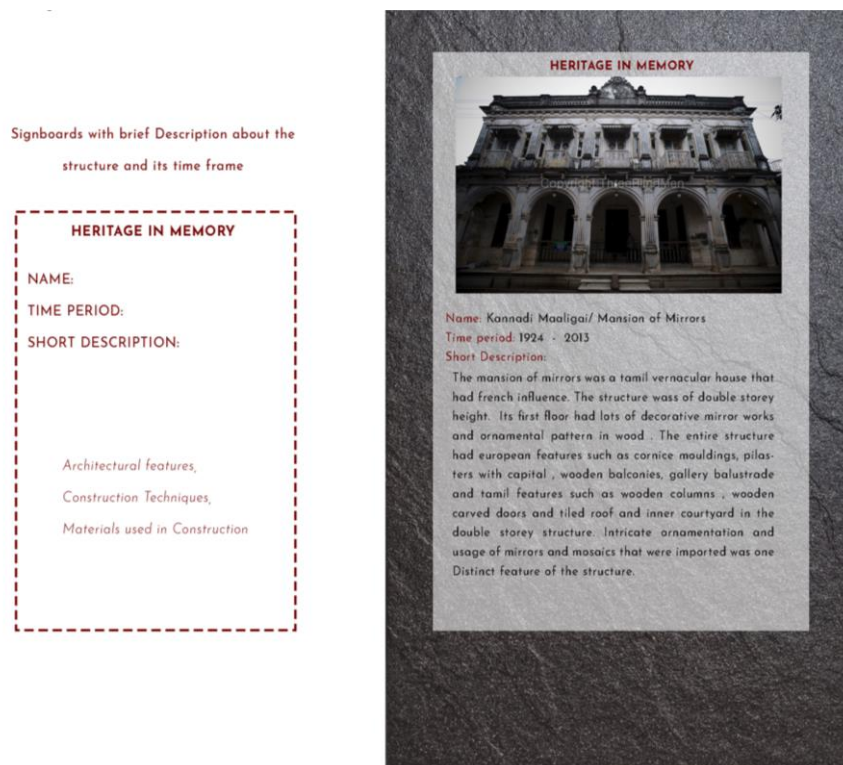 Signboards with brief Description about the
structure and its time frame
HERITAGE IN MEMORY
NAME:
TIME PERIOD:
SHORT DESCRIPTION:
Architectural features,
Construction Techniques,
Materials used in Construction
HERITAGE IN MEMORY
Copyright ThreeBlindMen
Name: Kannadi Maaligai/ Mansion of Mirrors
Time period: 1924 - 2013
Short Description:
The mansion of mirrors was a tamil vernacular house that
had french influence. The structure wass of double storey
height. Its first floor had lots of decorative mirror works
and ornamental pattern in wood . The entire structure
had european features such as cornice mouldings, pilas-
ters with capital , wooden balconies, gallery balustrade
and tamil features such as wooden columns , wooden
carved doors and tiled roof and inner courtyard in the
double storey structure. Intricate ornamentation and
usage of mirrors and mosaics that were imported was one
Distinct feature of the structure.